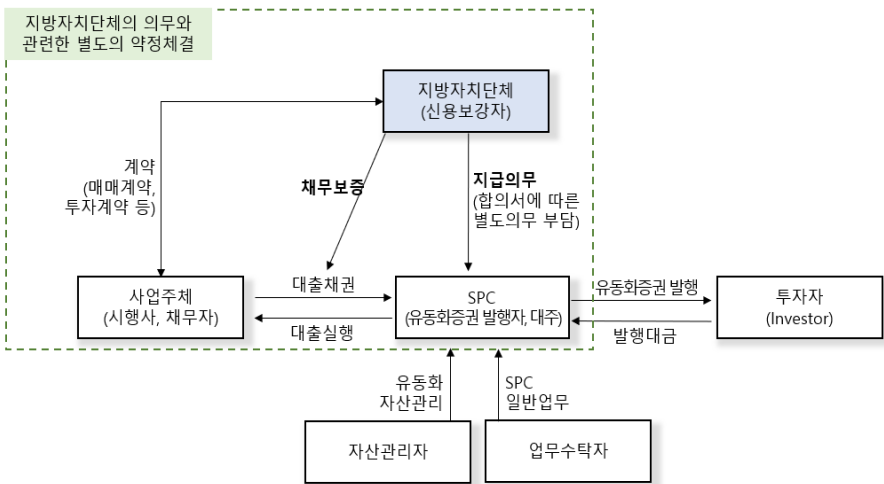 지방자치단체의 의무와
관련한 별도의 약정체결
지방자치단체
(신용보강자)
계약
(매매계약,
투자계약 등)
채무보증
지급의무
(합의서에 따른
별도의무 부담)
사업주체
(시행사, 채무자)
대출채권
대출실행
SPC
(유동화증권 발행자, 대주)
유동화증권 발행
발행대금
투자자
(Investor)
유동화
자산관리
SPC
일반업무
자산관리자
업무수탁자